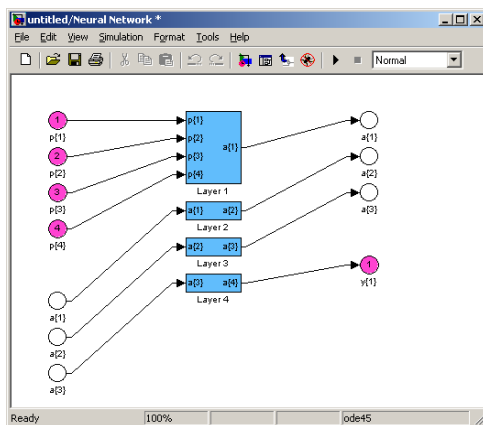 untitled/Neural Network *
File Edit View Simulation Format Tools Help
Normal
1 p{1} a{1}
p{1} p{2} a{1}
2 p{3}
p{2} p{4} a{2}
3 Layer 1
p{3} a{1} a{2} a{3}
4 Layer 2
p{4} a{2} a{3}
Layer 3 1
a{3} a{4} y{1}
Layer 4
a{1}
a{2}
a{3}
Ready 100% ode45